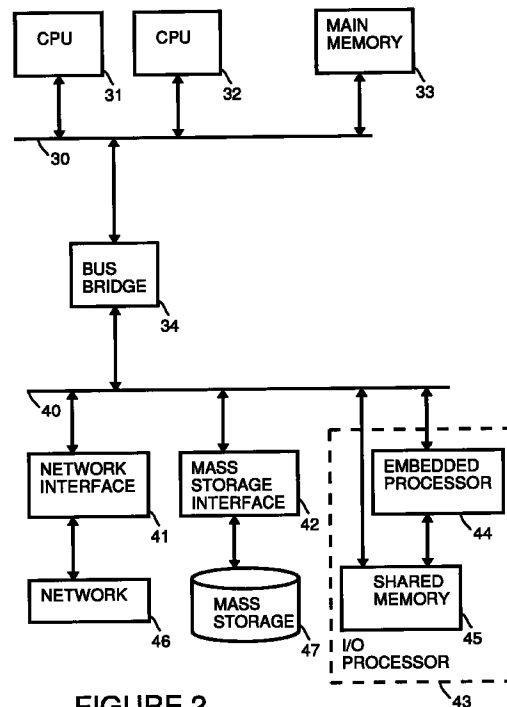 CPU
31
CPU
32
MAIN
MEMORY
33
30
BUS
BRIDGE
34
40
NETWORK
INTERFACE
41
MASS
STORAGE
INTERFACE
42
EMBEDDED
PROCESSOR
44
NETWORK
46
MASS
STORAGE
47
SHARED
MEMORY
45
I/O
PROCESSOR
43
FIGURE 2